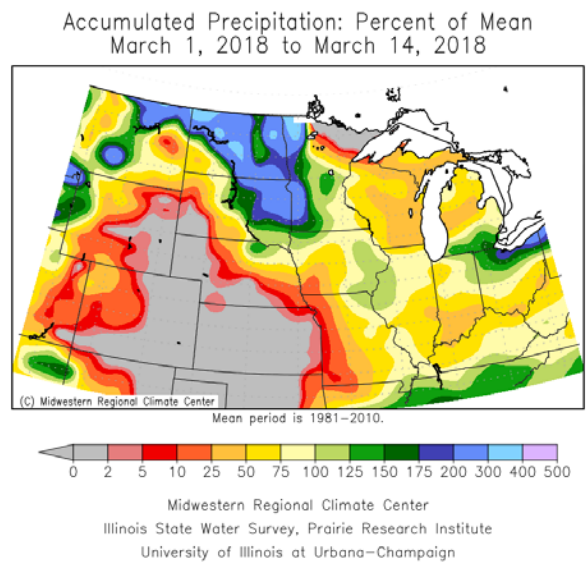 Accumulated Precipitation: Percent of Mean
March 1, 2018 to March 14, 2018
(C) Midwestern Regional Climate Center
Mean period is 1981-2010.
0 2 5 10 25 50 75 100 125 150 175 200 300 400 500
Midwestern Regional Climate Center
Illinois State Water Survey, Prairie Research Institute
University of Illinois at Urbana-Champaign